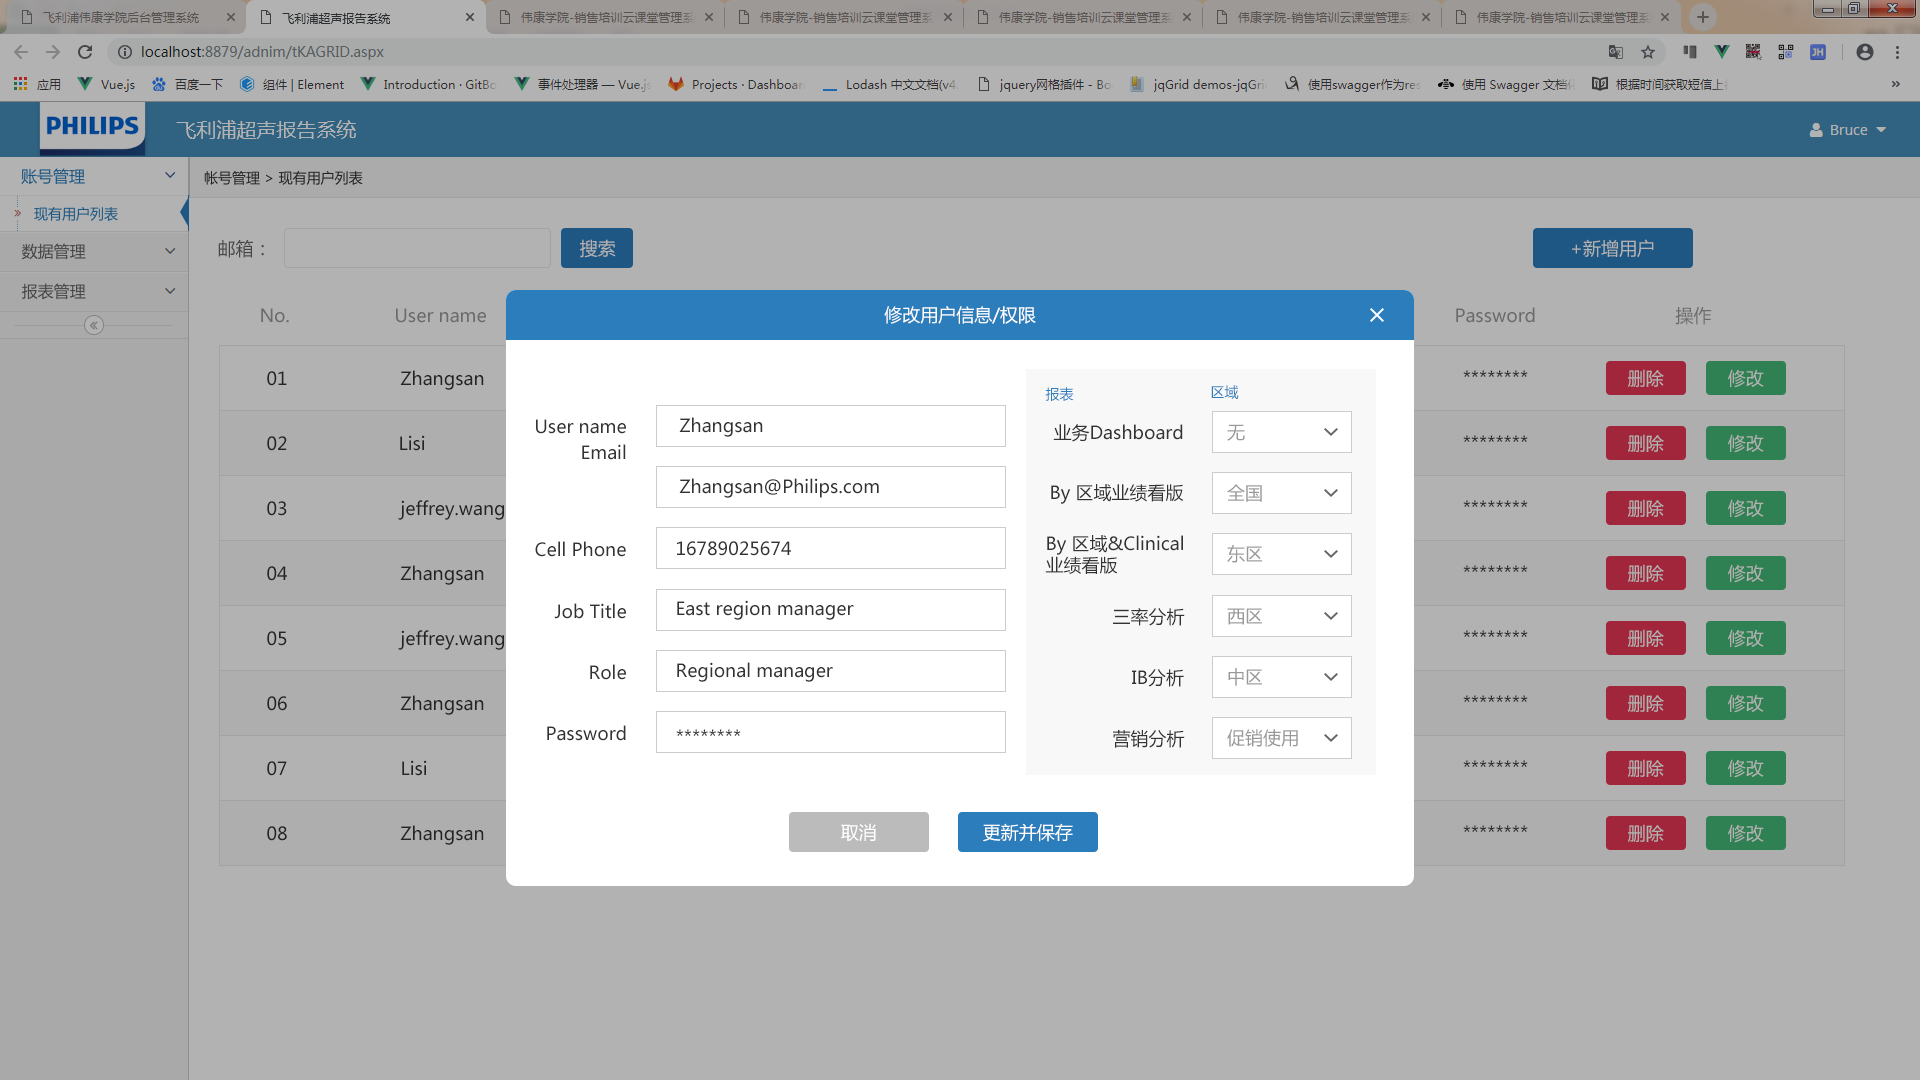 飞利浦伟康学院后台管理系统
飞利浦超声报告系统
伟康学院-销售培训云课堂管理系
伟康学院-销售培训云课堂管理系
伟康学院-销售培训云课堂管理系
伟康学院-销售培训云课堂管理系
伟康学院-销售培训云课堂管理系
localhost:8879/adnim/tKAGRID.aspx
JH
应用
Vue.js
百度一下
组件 | Element
Introduction · GitBo
事件处理器 — Vue.js
Projects · Dashboar
Lodash 中文文档(v4.
jquery网格插件 - Bo
jqGrid demos-jqGri
使用swagger作为res
使用 Swagger 文档化
根据时间获取短信上
PHILIPS
飞利浦超声报告系统
Bruce
账号管理
现有用户列表
数据管理
报表管理
帐号管理 > 现有用户列表
邮箱：
搜索
+新增用户
No.
User name
Password
操作
01
Zhangsan
********
删除
修改
02
Lisi
********
删除
修改
03
jeffrey.wang
********
删除
修改
04
Zhangsan
********
删除
修改
05
jeffrey.wang
********
删除
修改
06
Zhangsan
********
删除
修改
07
Lisi
********
删除
修改
08
Zhangsan
********
删除
修改
修改用户信息/权限
User name
Zhangsan
Email
Zhangsan@Philips.com
Cell Phone
16789025674
Job Title
East region manager
Role
Regional manager
Password
********
报表
区域
业务Dashboard
无
By 区域业绩看版
全国
By 区域&Clinical
业绩看版
东区
三率分析
西区
IB分析
中区
营销分析
促销使用
取消
更新并保存